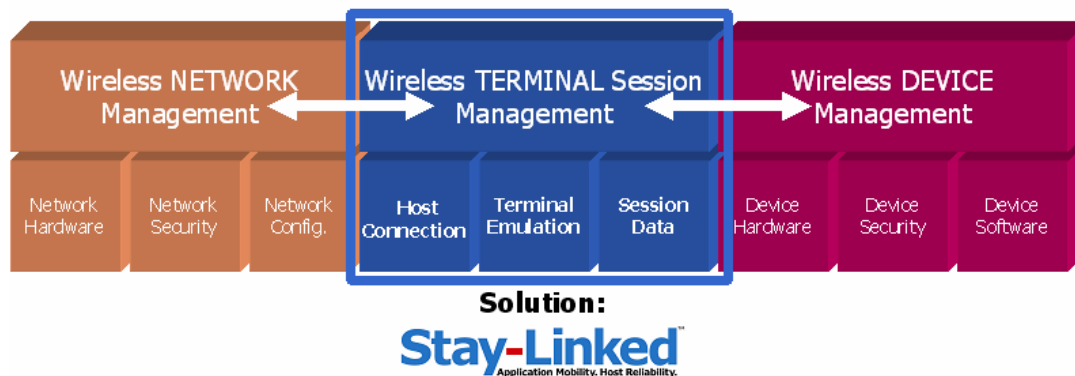 Wireless NETWORK
Management
Wireless TERMINAL Session
Management
Wireless DEVICE
Management
Network
Hardware
Network
Security
Network
Config.
Host
Connection
Terminal
Emulation
Session
Data
Device
Hardware
Device
Security
Device
Software
Solution:
Stay-Linked™
Application Mobility. Host Reliability.